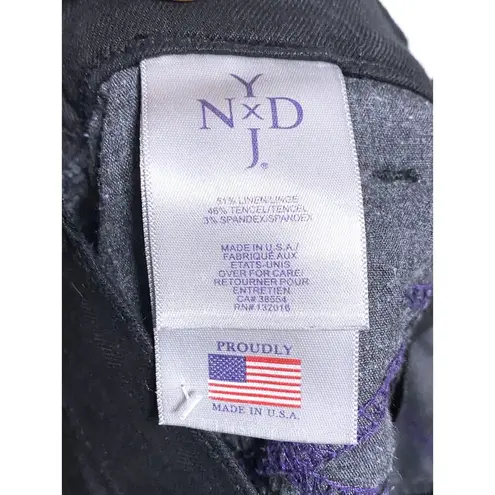 Y
N x D
J®
51% LINEN/LINGE
46% TENCEL/TENCEL
3% SPANDEX/SPANDEX
MADE IN U.S.A./
FABRIQUÉ AUX
ETATS-UNIS
OVER FOR CARE/
RETOURNER POUR
ENTRETIEN.
CA# 38554
RN# 132016
PROUDLY
MADE IN U.S.A.